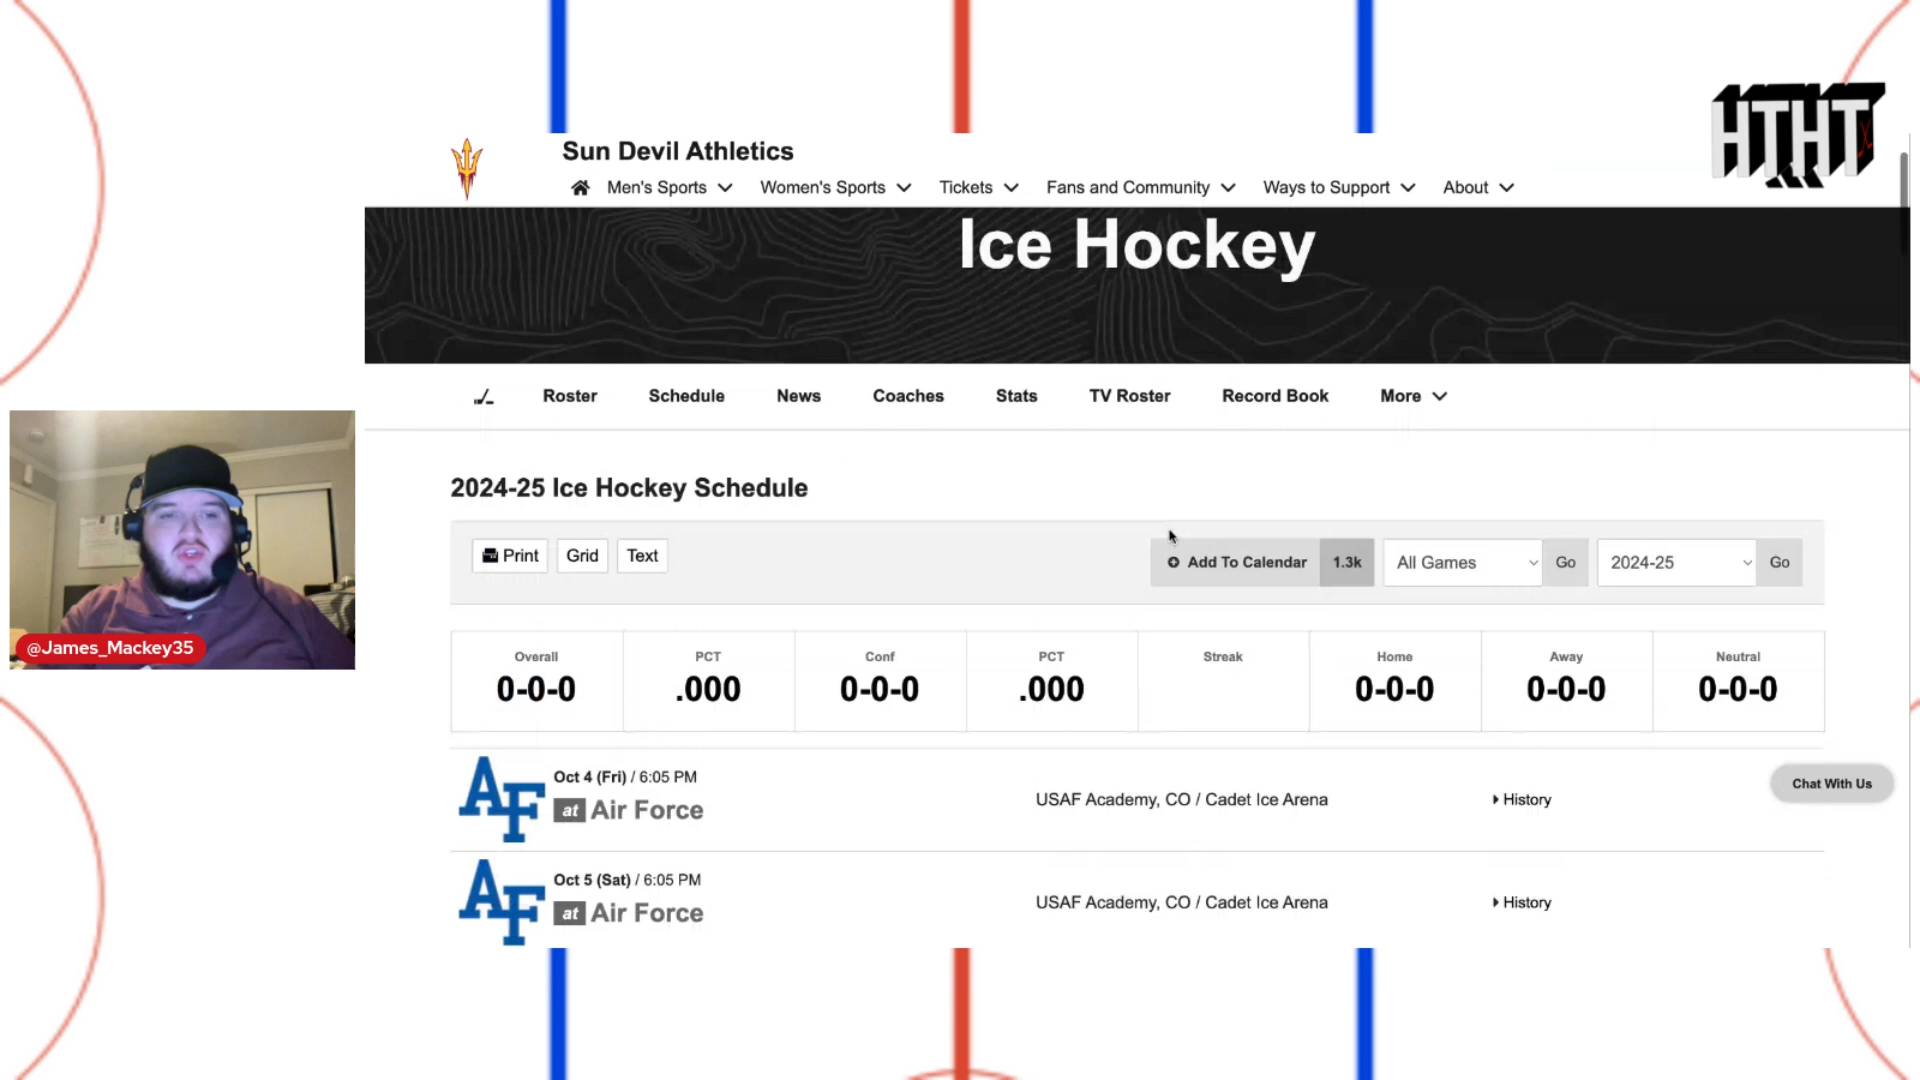 HTHT
Sun Devil Athletics
Men's Sports Women's Sports Tickets Fans and Community Ways to Support About
Ice Hockey
Roster Schedule News Coaches Stats TV Roster Record Book More
2024-25 Ice Hockey Schedule
Print Grid Text Add To Calendar 1.3k All Games Go 2024-25 Go
Overall PCT Conf PCT Streak Home Away Neutral
0-0-0 .000 0-0-0 .000 0-0-0 0-0-0 0-0-0
@James_Mackey35
AF
Oct 4 (Fri) / 6:05 PM
at Air Force
USAF Academy, CO / Cadet Ice Arena
History
Chat With Us
AF
Oct 5 (Sat) / 6:05 PM
at Air Force
USAF Academy, CO / Cadet Ice Arena
History